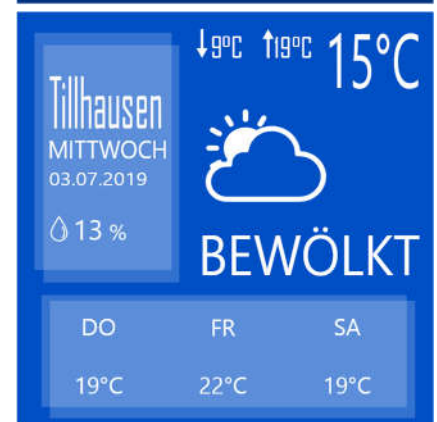 ↓9°C ↑19°C 15°C
Tillhausen
MITTWOCH
03.07.2019
13 %
BEWÖLKT
DO FR SA
19°C 22°C 19°C